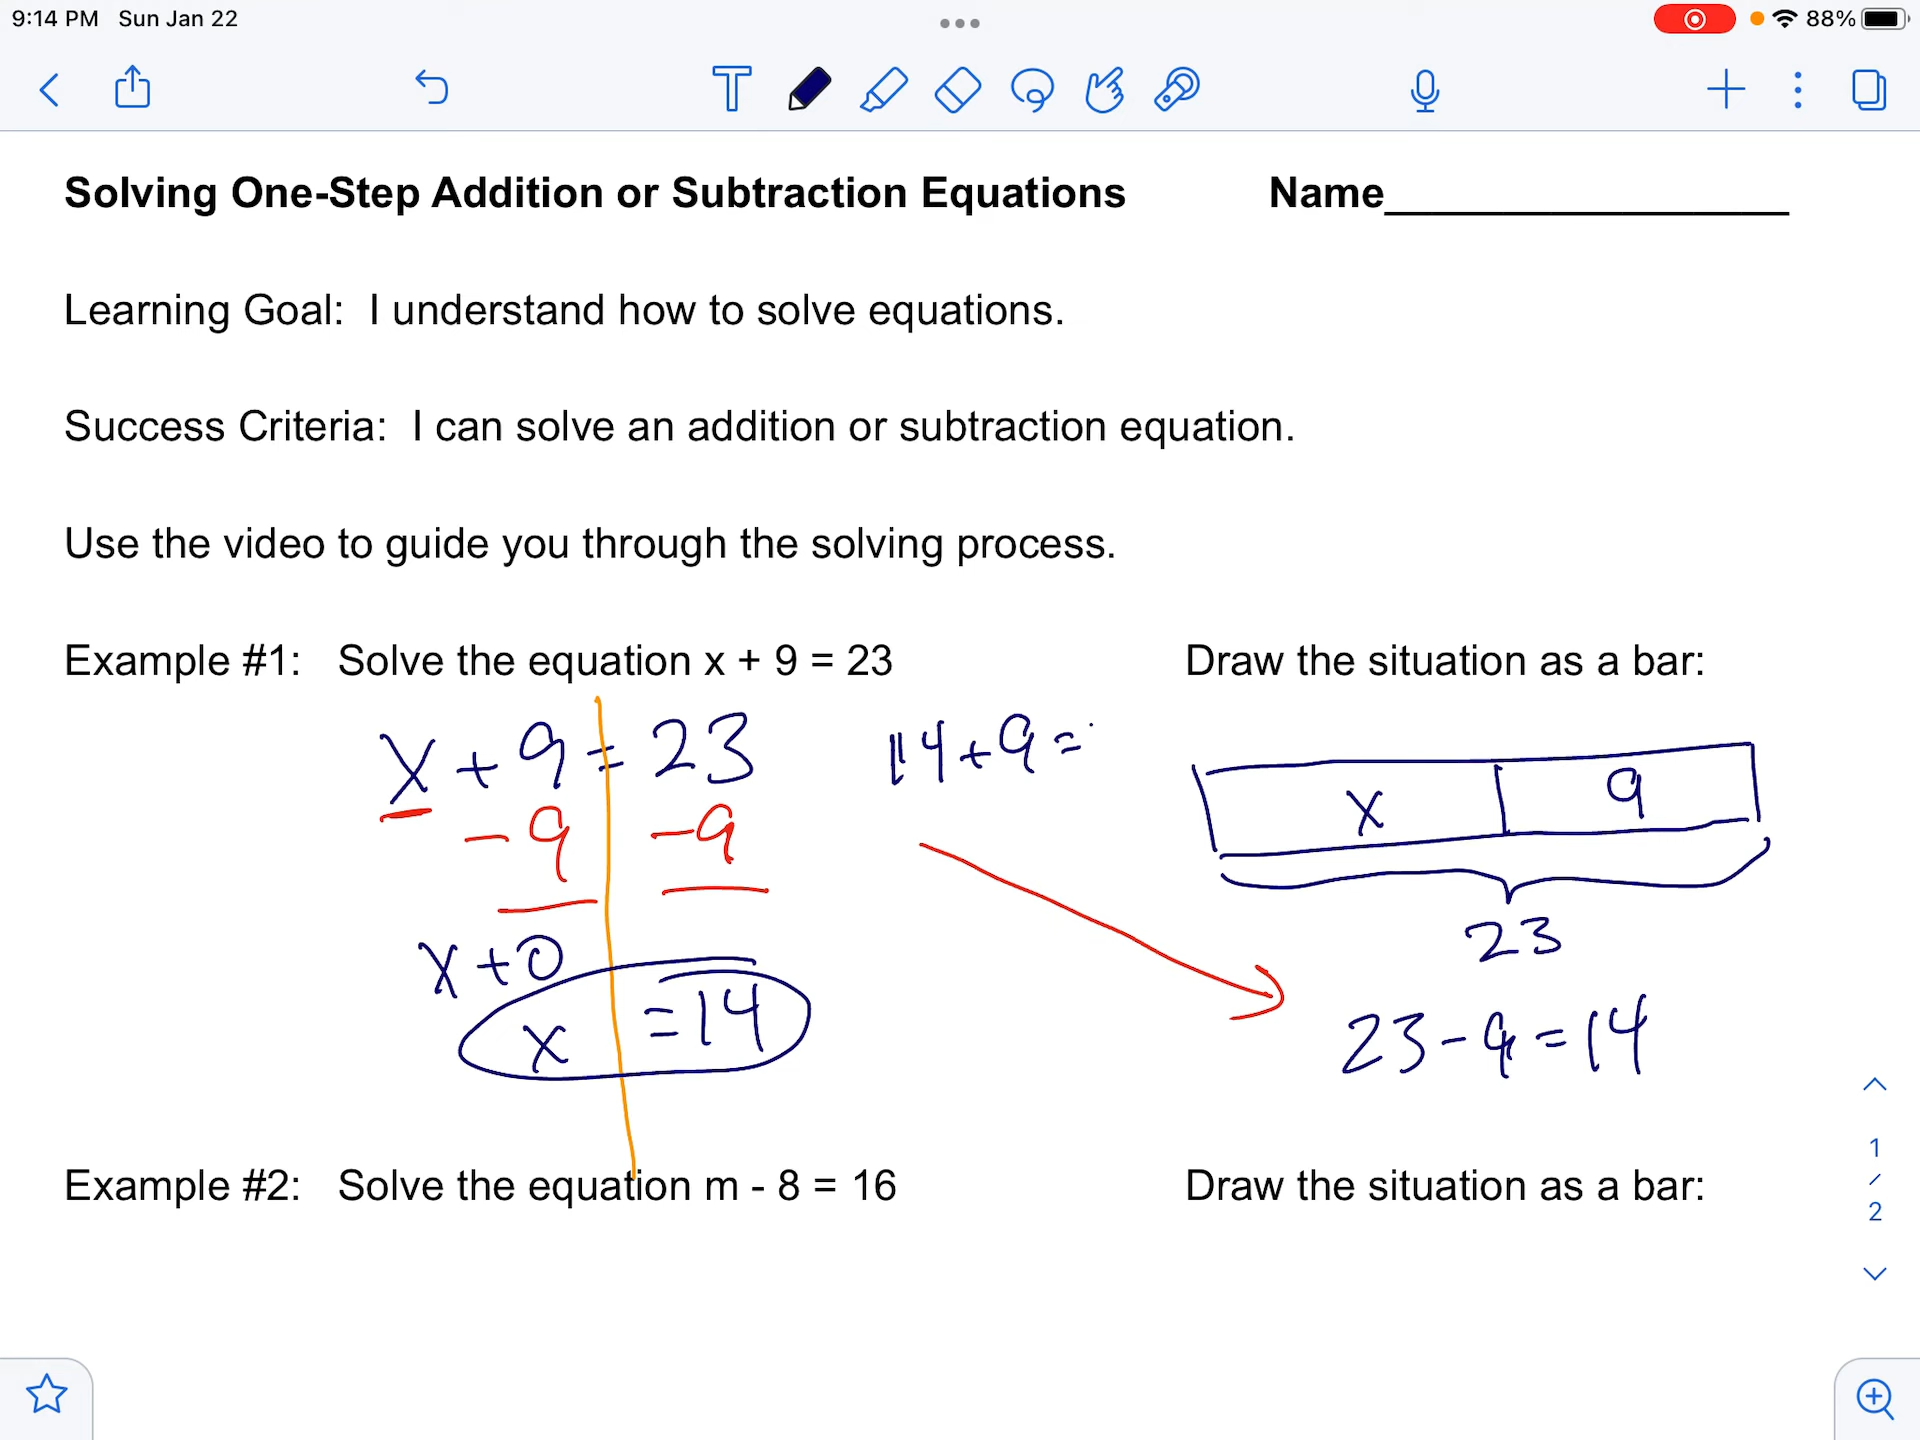 9:14 PM Sun Jan 22
88%
Solving One-Step Addition or Subtraction Equations Name_________________
Learning Goal: I understand how to solve equations.
Success Criteria: I can solve an addition or subtraction equation.
Use the video to guide you through the solving process.
Example #1: Solve the equation x + 9 = 23 Draw the situation as a bar:
x + 9 = 23 14 + 9 =
x 9
- 9 - 9
23
x + 0
x = 14
23 - 9 = 14
Example #2: Solve the equation m - 8 = 16 Draw the situation as a bar:
1
/
2